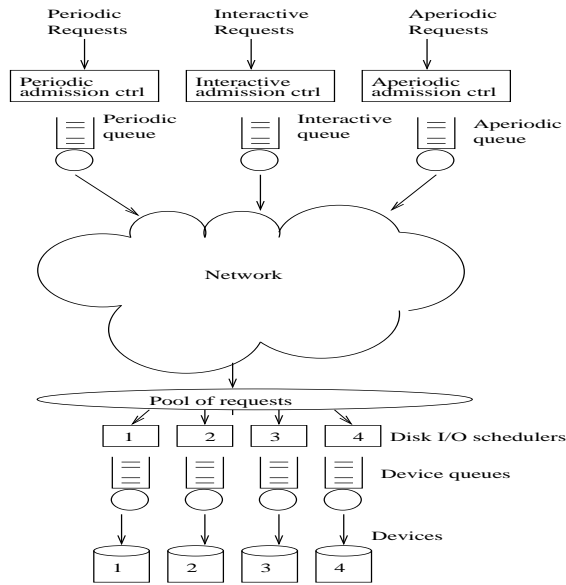 Periodic
Requests
Interactive
Requests
Aperiodic
Requests
Periodic
admission ctrl
Interactive
admission ctrl
Aperiodic
admission ctrl
Periodic
queue
Interactive
queue
Aperiodic
queue
Network
Pool of requests
1
2
3
4
Disk I/O schedulers
Device queues
Devices
1
2
3
4